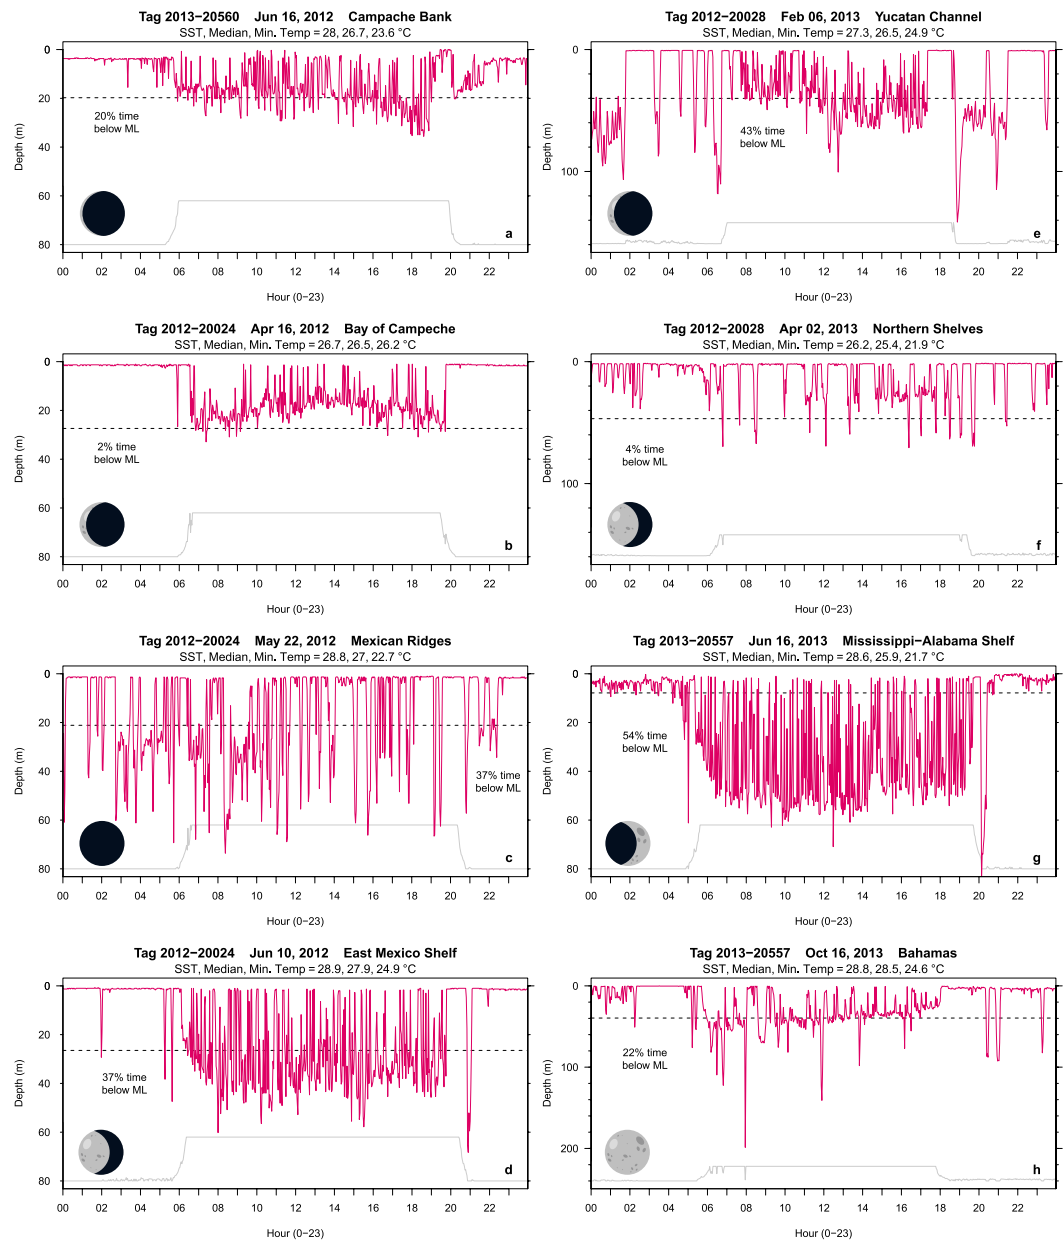 Tag 2013−20560 Jun 16, 2012 Campache Bank
SST, Median, Min. Temp = 28, 26.7, 23.6 °C
0
20
40
60
80
Depth (m)
20% time
below ML
a
00 02 04 06 08 10 12 14 16 18 20 22
Hour (0−23)
Tag 2012−20028 Feb 06, 2013 Yucatan Channel
SST, Median, Min. Temp = 27.3, 26.5, 24.9 °C
0
100
Depth (m)
43% time
below ML
e
00 02 04 06 08 10 12 14 16 18 20 22
Hour (0−23)
Tag 2012−20024 Apr 16, 2012 Bay of Campeche
SST, Median, Min. Temp = 26.7, 26.5, 26.2 °C
0
20
40
60
80
Depth (m)
2% time
below ML
b
00 02 04 06 08 10 12 14 16 18 20 22
Hour (0−23)
Tag 2012−20028 Apr 02, 2013 Northern Shelves
SST, Median, Min. Temp = 26.2, 25.4, 21.9 °C
0
100
Depth (m)
4% time
below ML
f
00 02 04 06 08 10 12 14 16 18 20 22
Hour (0−23)
Tag 2012−20024 May 22, 2012 Mexican Ridges
SST, Median, Min. Temp = 28.8, 27, 22.7 °C
0
20
40
60
80
Depth (m)
37% time
below ML
c
00 02 04 06 08 10 12 14 16 18 20 22
Hour (0−23)
Tag 2013−20557 Jun 16, 2013 Mississippi−Alabama Shelf
SST, Median, Min. Temp = 28.6, 25.9, 21.7 °C
0
20
40
60
80
Depth (m)
54% time
below ML
g
00 02 04 06 08 10 12 14 16 18 20 22
Hour (0−23)
Tag 2012−20024 Jun 10, 2012 East Mexico Shelf
SST, Median, Min. Temp = 28.9, 27.9, 24.9 °C
0
20
40
60
80
Depth (m)
37% time
below ML
d
00 02 04 06 08 10 12 14 16 18 20 22
Hour (0−23)
Tag 2013−20557 Oct 16, 2013 Bahamas
SST, Median, Min. Temp = 28.8, 28.5, 24.6 °C
0
100
200
Depth (m)
22% time
below ML
h
00 02 04 06 08 10 12 14 16 18 20 22
Hour (0−23)